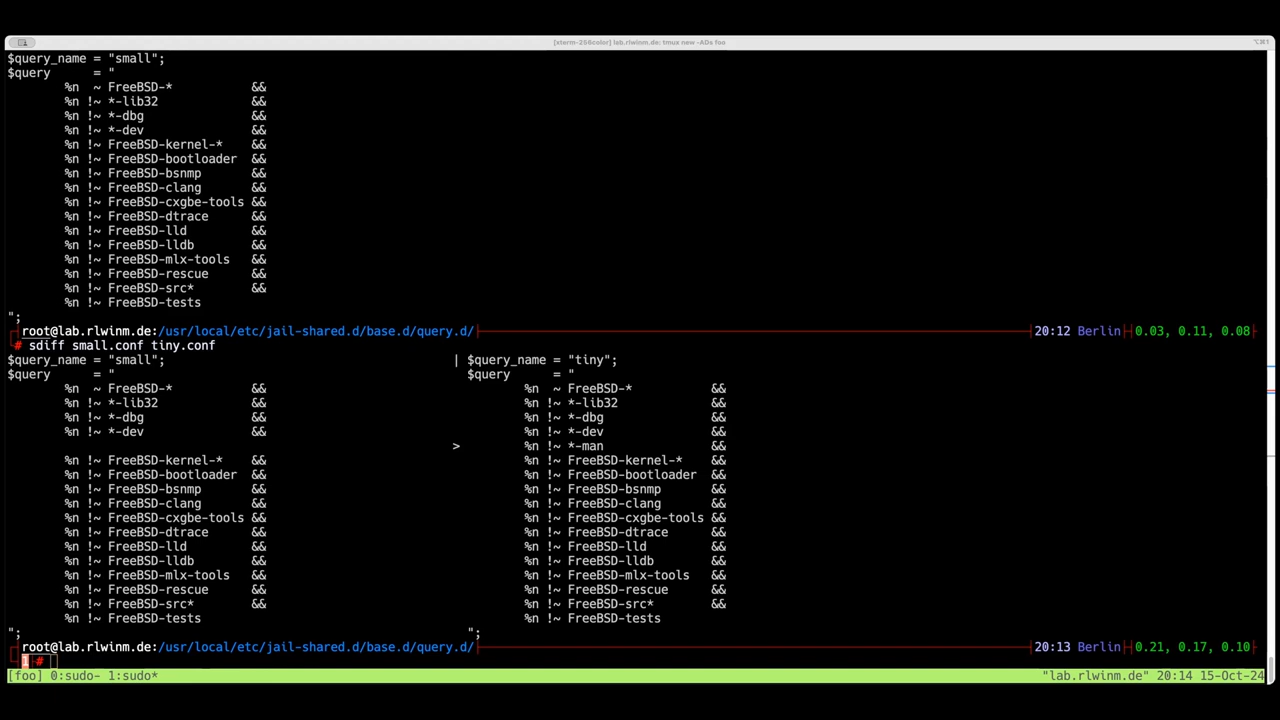 [xterm-256color] lab.rlwinm.de: tmux new -ADs foo
⌥⌘1
$query_name = "small";
$query      = "
        %n  ~ FreeBSD-*           &&
        %n !~ *-lib32             &&
        %n !~ *-dbg               &&
        %n !~ *-dev               &&
        %n !~ FreeBSD-kernel-*    &&
        %n !~ FreeBSD-bootloader  &&
        %n !~ FreeBSD-bsnmp       &&
        %n !~ FreeBSD-clang       &&
        %n !~ FreeBSD-cxgbe-tools &&
        %n !~ FreeBSD-dtrace      &&
        %n !~ FreeBSD-lld         &&
        %n !~ FreeBSD-lldb        &&
        %n !~ FreeBSD-mlx-tools   &&
        %n !~ FreeBSD-rescue      &&
        %n !~ FreeBSD-src*        &&
        %n !~ FreeBSD-tests
";
root@lab.rlwinm.de:/usr/local/etc/jail-shared.d/base.d/query.d/ 20:12 Berlin 0.03, 0.11, 0.08
# sdiff small.conf tiny.conf
$query_name = "small";                                         | $query_name = "tiny";
$query      = "                                                  $query      = "
        %n  ~ FreeBSD-*           &&                                     %n  ~ FreeBSD-*           &&
        %n !~ *-lib32             &&                                     %n !~ *-lib32             &&
        %n !~ *-dbg               &&                                     %n !~ *-dbg               &&
        %n !~ *-dev               &&                                     %n !~ *-dev               &&
                                                               >         %n !~ *-man               &&
        %n !~ FreeBSD-kernel-*    &&                                     %n !~ FreeBSD-kernel-*    &&
        %n !~ FreeBSD-bootloader  &&                                     %n !~ FreeBSD-bootloader  &&
        %n !~ FreeBSD-bsnmp       &&                                     %n !~ FreeBSD-bsnmp       &&
        %n !~ FreeBSD-clang       &&                                     %n !~ FreeBSD-clang       &&
        %n !~ FreeBSD-cxgbe-tools &&                                     %n !~ FreeBSD-cxgbe-tools &&
        %n !~ FreeBSD-dtrace      &&                                     %n !~ FreeBSD-dtrace      &&
        %n !~ FreeBSD-lld         &&                                     %n !~ FreeBSD-lld         &&
        %n !~ FreeBSD-lldb        &&                                     %n !~ FreeBSD-lldb        &&
        %n !~ FreeBSD-mlx-tools   &&                                     %n !~ FreeBSD-mlx-tools   &&
        %n !~ FreeBSD-rescue      &&                                     %n !~ FreeBSD-rescue      &&
        %n !~ FreeBSD-src*        &&                                     %n !~ FreeBSD-src*        &&
        %n !~ FreeBSD-tests                                              %n !~ FreeBSD-tests
";                                                               ";
root@lab.rlwinm.de:/usr/local/etc/jail-shared.d/base.d/query.d/ 20:13 Berlin 0.21, 0.17, 0.10
1 #
[foo] 0:sudo- 1:sudo* "lab.rlwinm.de" 20:14 15-Oct-24